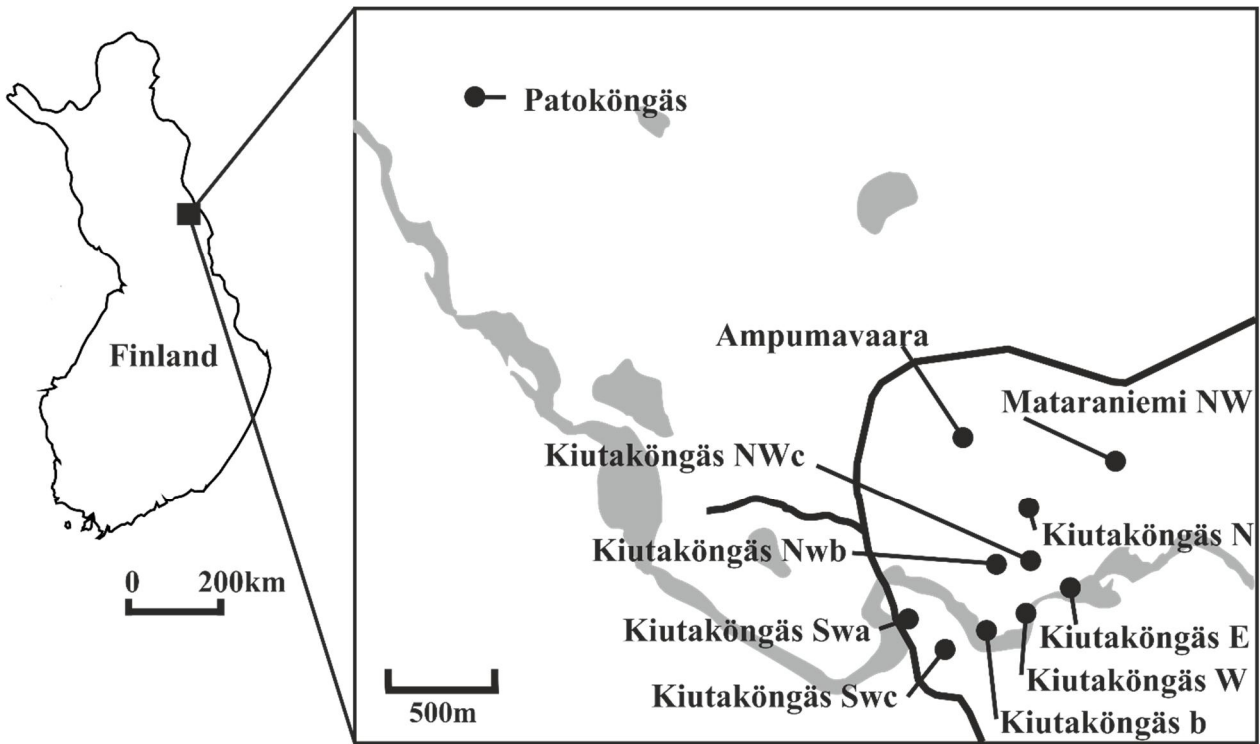 Patoköngäs
Ampumavaara
Finland
Mataraniemi NW
Kiutaköngäs NWc
Kiutaköngäs N
Kiutaköngäs Nwb
0 200km
Kiutaköngäs Swa
Kiutaköngäs E
Kiutaköngäs W
Kiutaköngäs Swc
500m
Kiutaköngäs b